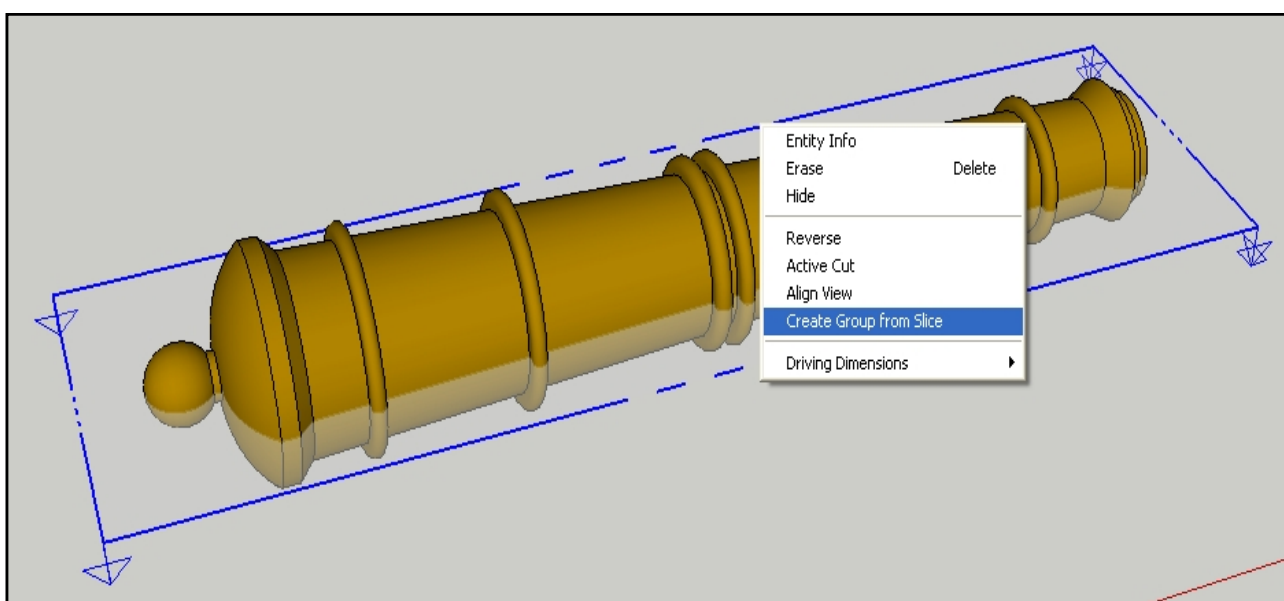 Entity Info
Erase Delete
Hide
Reverse
Active Cut
Align View
Create Group from Slice
Driving Dimensions